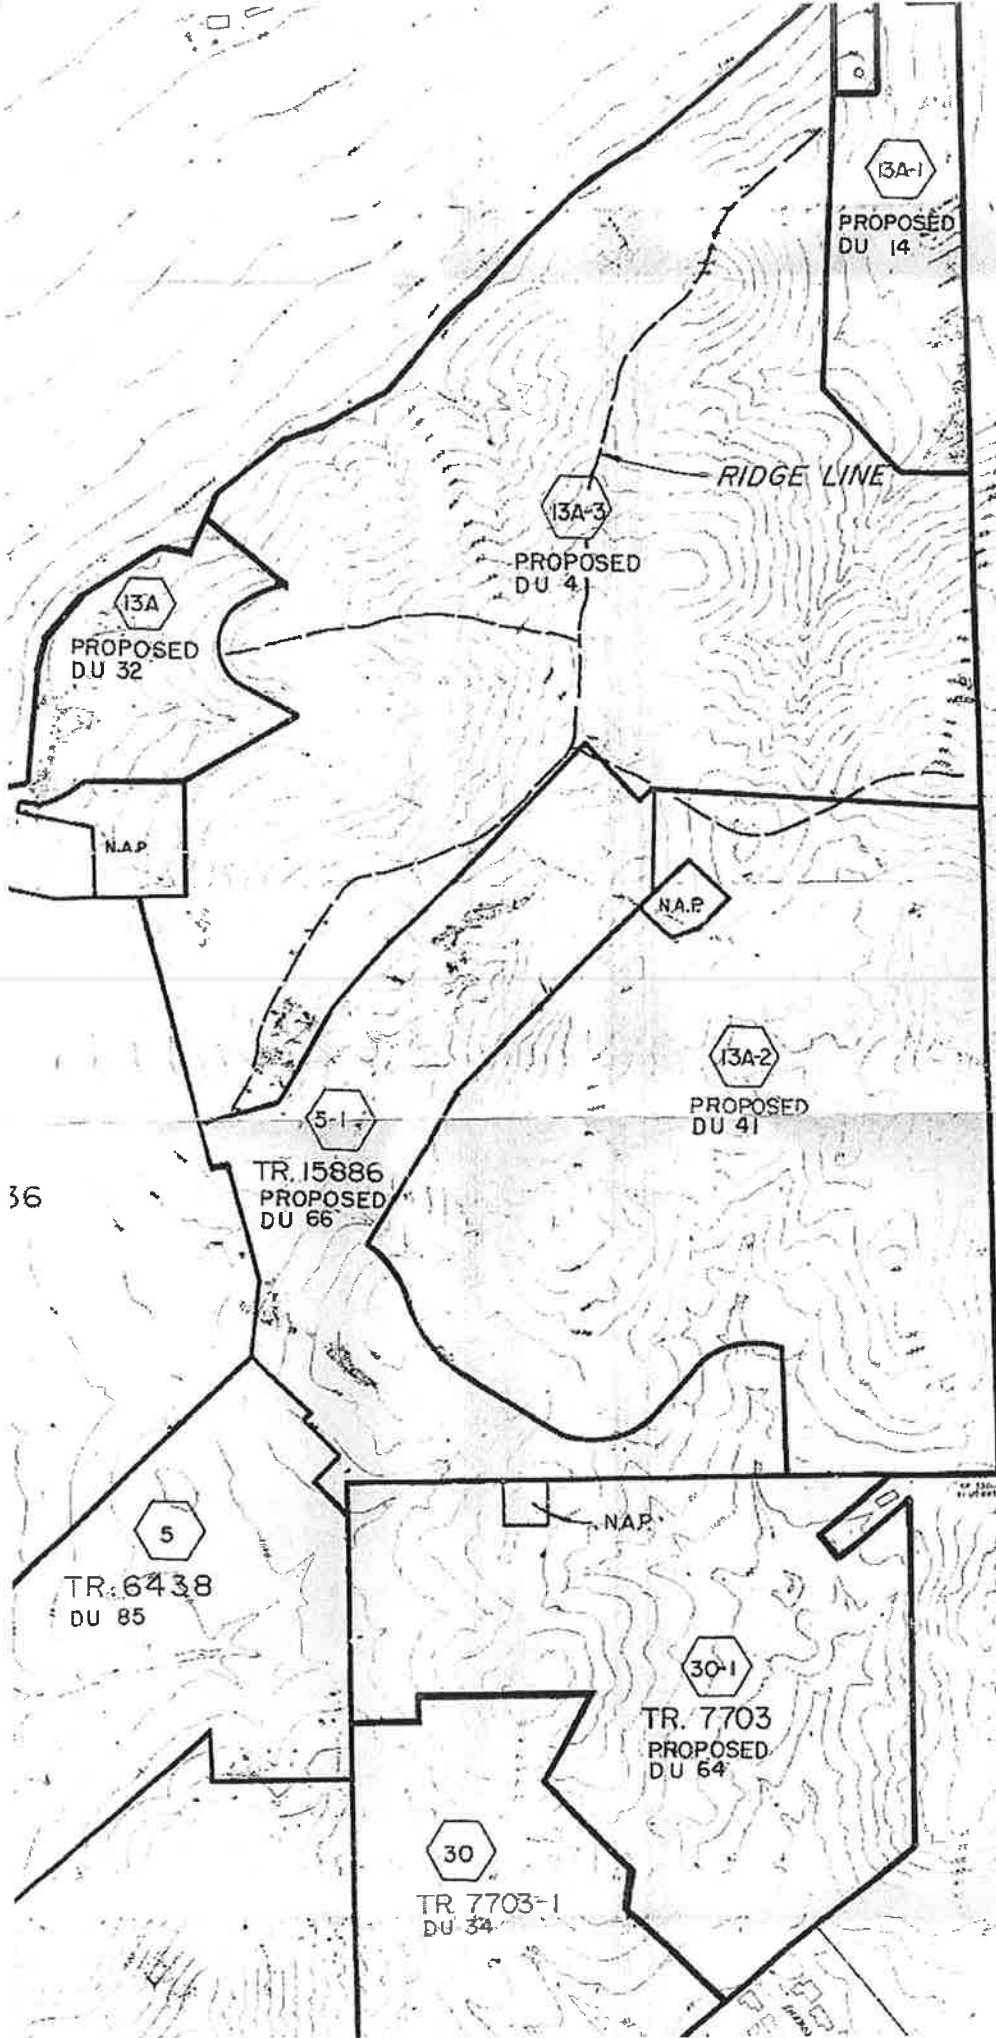 13A-1
PROPOSED
DU 14
RIDGE LINE
13A-3
PROPOSED
DU 4
13A
PROPOSED
DU 32
N.A.P.
N.A.P.
13A-2
PROPOSED
DU 41
5-1
TR. 15886
PROPOSED
DU 66
36
5
TR. 6438
DU 85
N.A.P.
30-1
TR. 7703
PROPOSED
DU 64
30
TR. 7703-1
DU 34